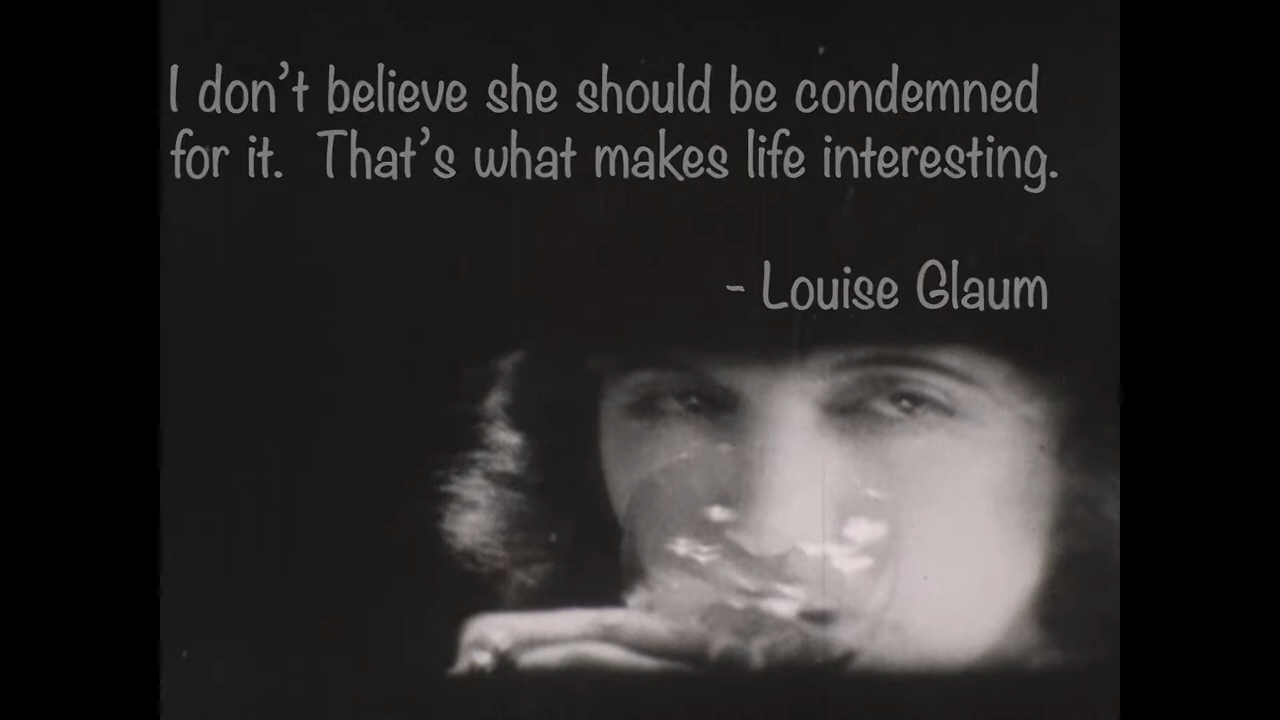 I don't believe she should be condemned
for it.  That's what makes life interesting.
- Louise Glaum